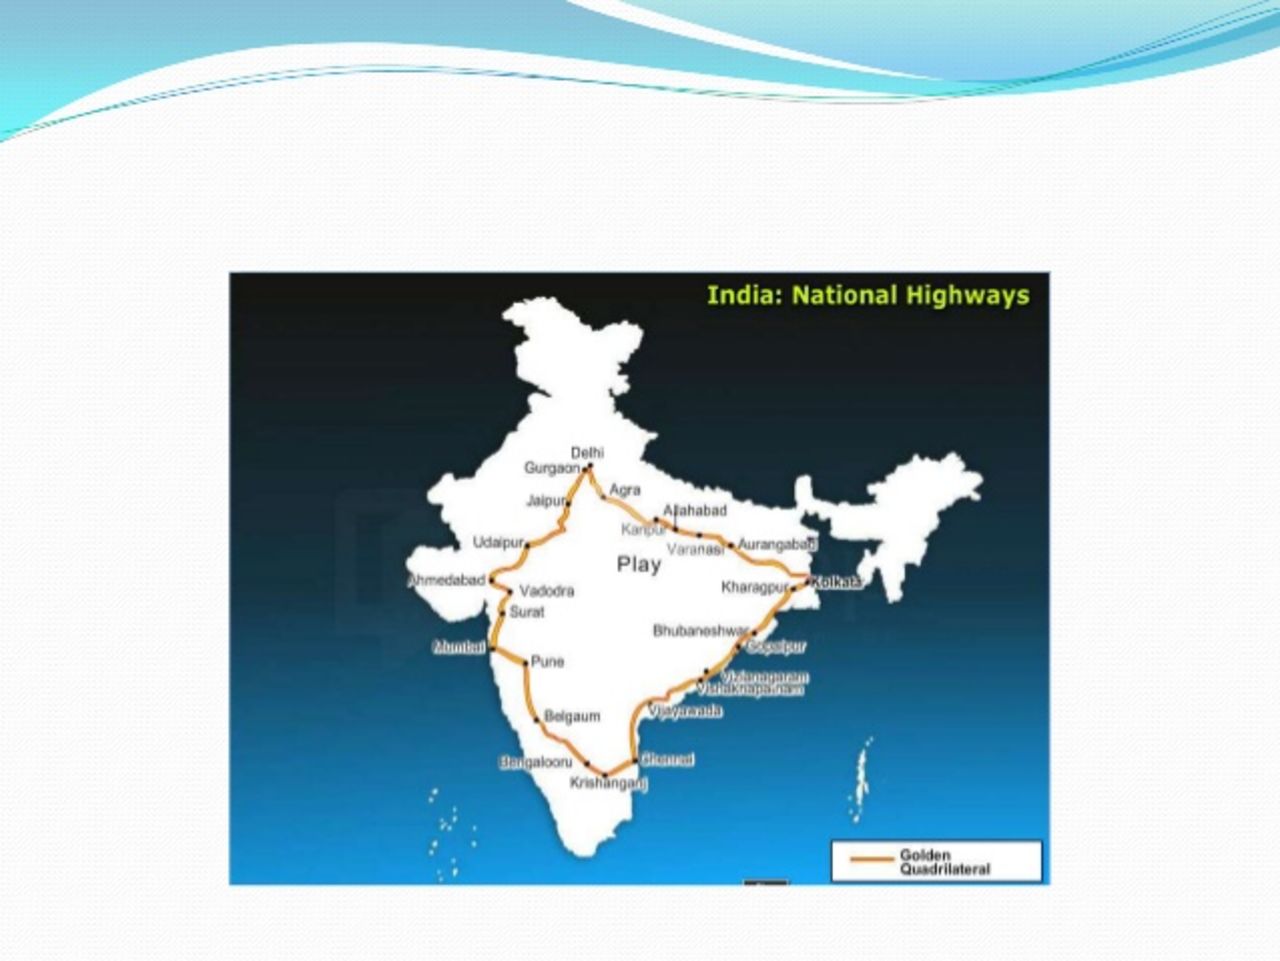 India: National Highways
Delhi
Gurgaon
Agra
Jaipur
Allahabad
Kanpur
Udaipur
Varanasi
Aurangabad
Play
Ahmedabad
Kolkata
Vadodra
Kharagpur
Surat
Bhubaneshwar
Mumbai
Gopalpur
Pune
Vizianagaram
Vishakhapatnam
Vijayawada
Belgaum
Bengalooru
Chennai
Krishanganj
Golden
Quadrilateral